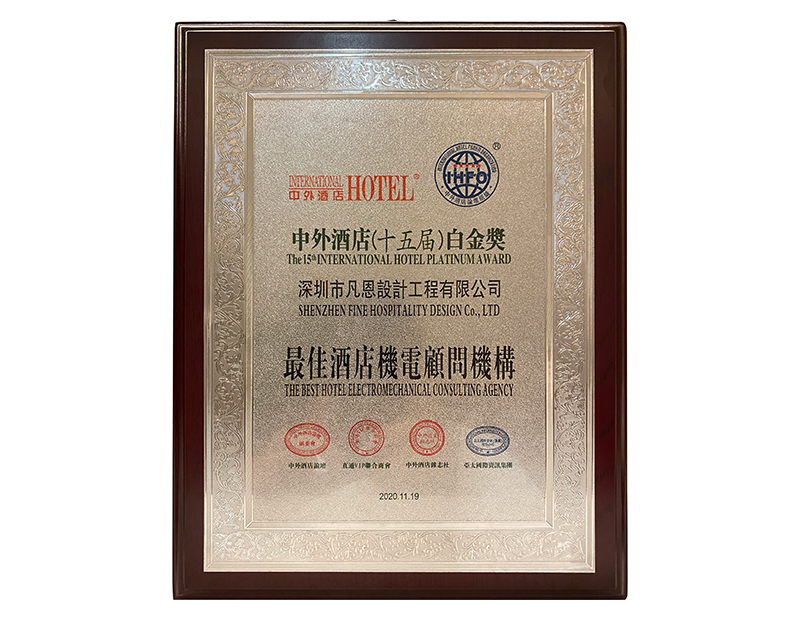 INTERNATIONAL HOTEL®
中外酒店
IHFO
®
中外酒店(十五届)白金獎
The 15th INTERNATIONAL HOTEL PLATINUM AWARD
深圳市凡恩設計工程有限公司
SHENZHEN FINE HOSPITALITY DESIGN Co., LTD
最佳酒店機電顧問機構
THE BEST HOTEL ELECTROMECHANICAL CONSULTING AGENCY
中外酒店論壇 直通VIP聯合商會 中外酒店雜志社 亞太國際資訊集團
2020.11.19